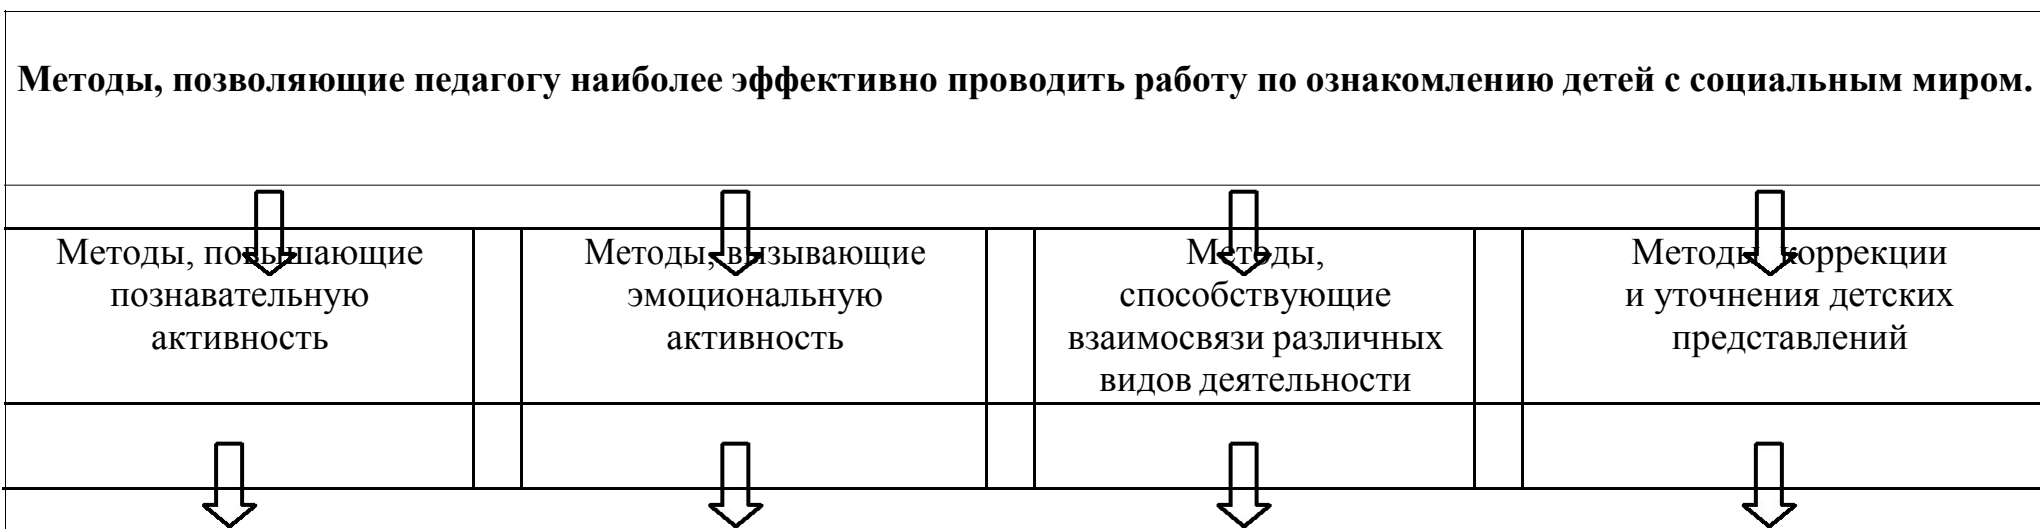 Методы, позволяющие педагогу наиболее эффективно проводить работу по ознакомлению детей с социальным миром.
Методы, повышающие
познавательную
активность
Методы, вызывающие
эмоциональную
активность
Методы,
способствующие
взаимосвязи различных
видов деятельности
Методы коррекции
и уточнения детских
представлений